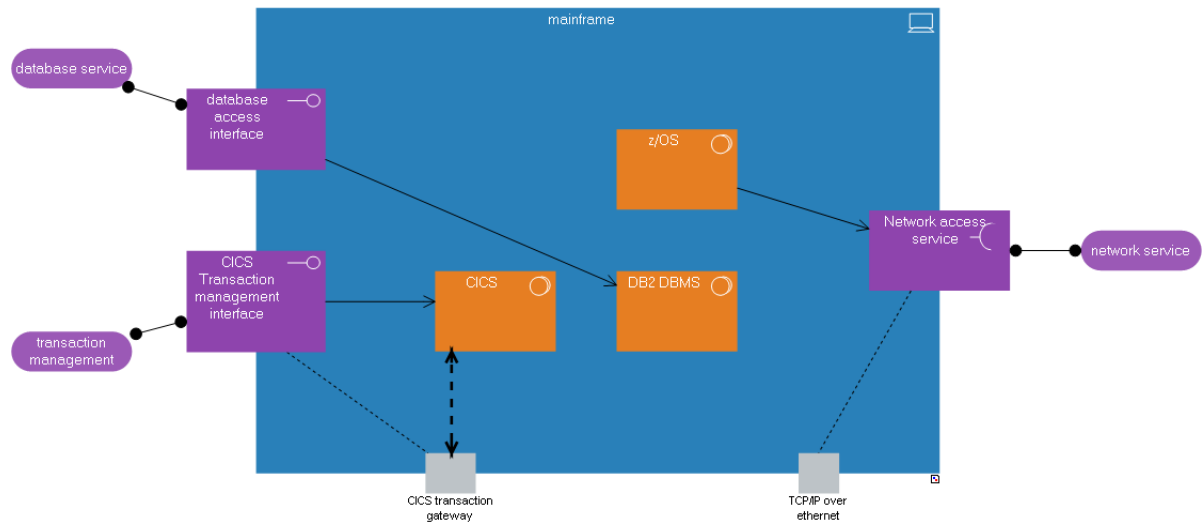 mainframe
database service
database
access
interface
z/OS
Network access
service
network service
CICS
Transaction
management
interface
CICS
DB2 DBMS
transaction
management
CICS transaction
gateway
TCP/IP over
ethernet